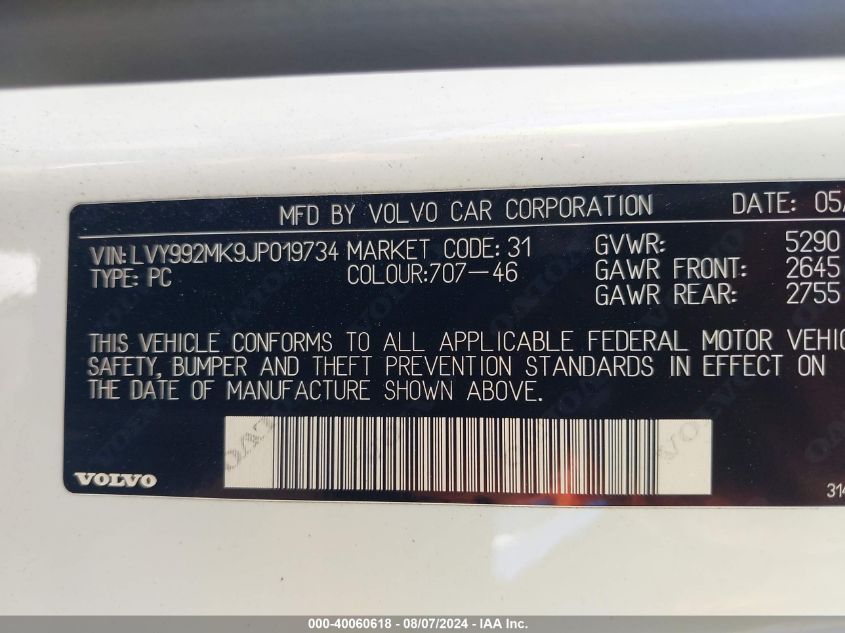 MFD BY VOLVO CAR CORPORATION DATE: 05/
VIN: LVY992MK9JP019734 MARKET CODE: 31 GVWR: 5290
TYPE: PC COLOUR:707-46 GAWR FRONT: 2645
GAWR REAR: 2755
THIS VEHICLE CONFORMS TO ALL APPLICABLE FEDERAL MOTOR VEHIC
SAFETY, BUMPER AND THEFT PREVENTION STANDARDS IN EFFECT ON
THE DATE OF MANUFACTURE SHOWN ABOVE.
VOLVO
314
000-40060618 - 08/07/2024 - IAA Inc.